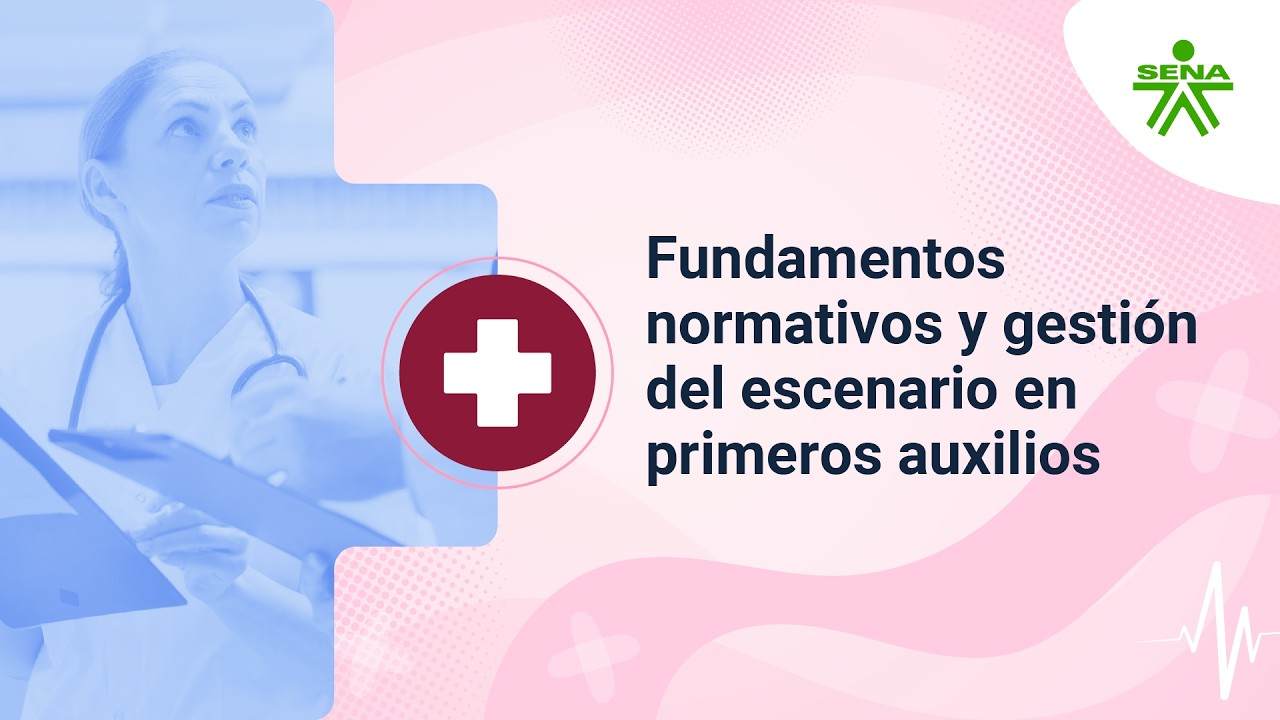 SENA
Fundamentos
normativos y gestión
del escenario en
primeros auxilios